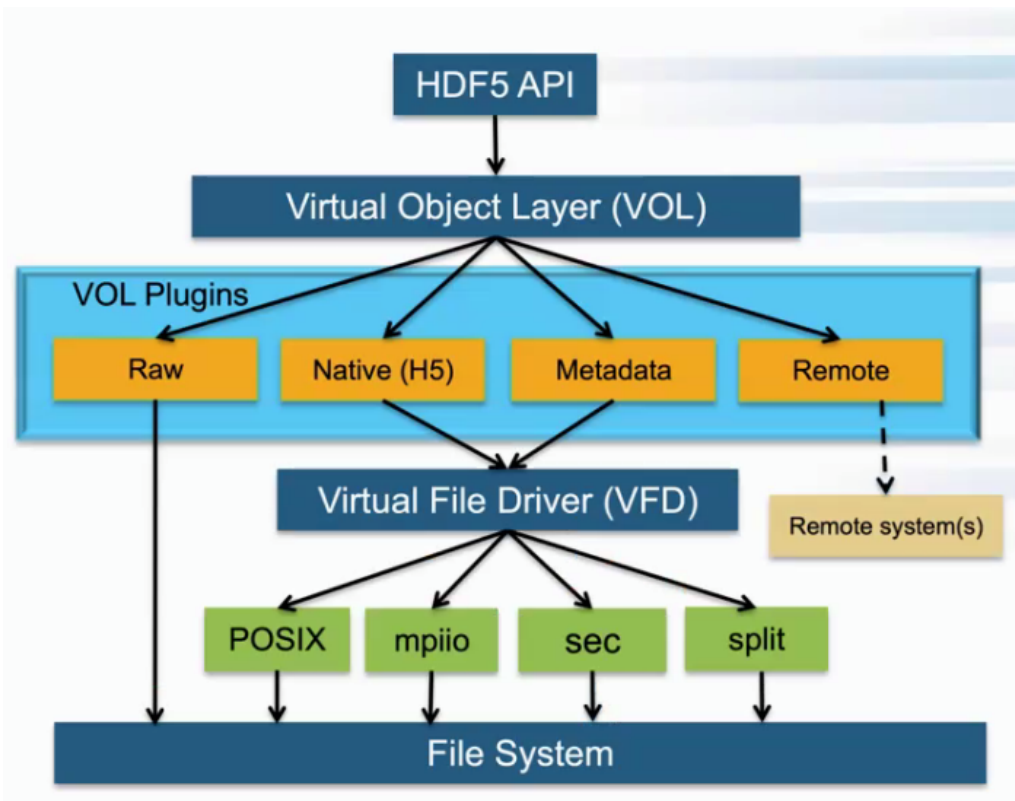 HDF5 API
Virtual Object Layer (VOL)
VOL Plugins
Raw
Native (H5)
Metadata
Remote
Virtual File Driver (VFD)
Remote system(s)
POSIX
mpiio
sec
split
File System